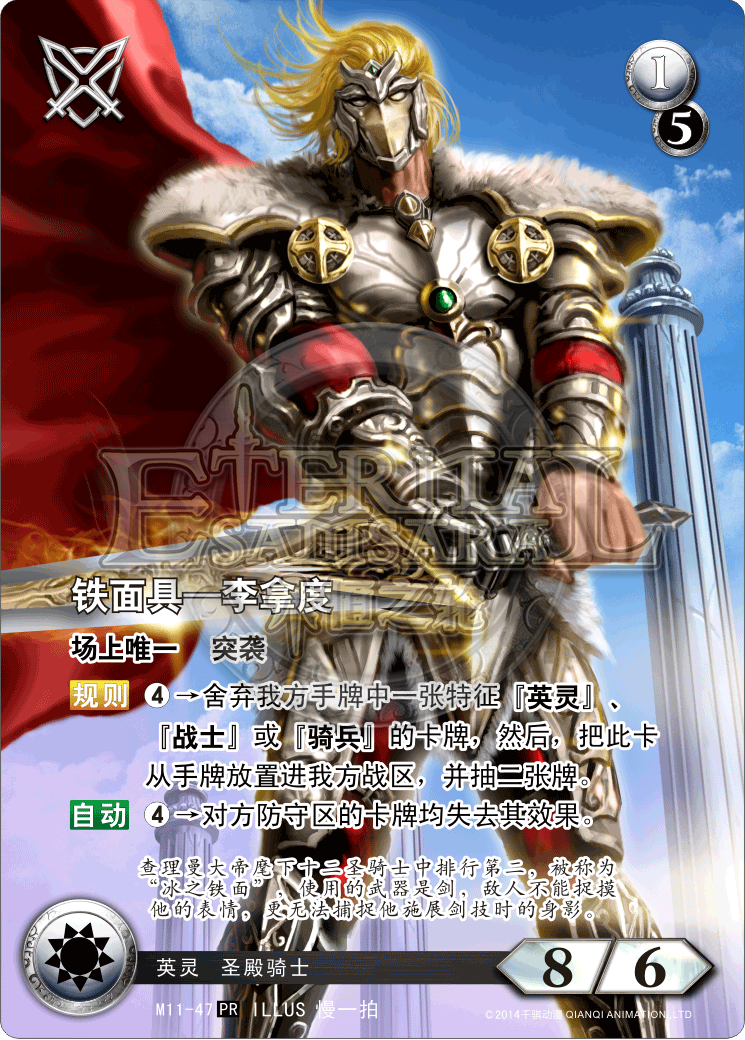 1
5
ETERNAL
铁面具—李拿度
场上唯一 突袭
规则 ④→舍弃我方手牌中一张特征『英灵』、
『战士』或『骑兵』的卡牌，然后，把此卡
从手牌放置进我方战区，并抽二张牌。
自动 ④→对方防守区的卡牌均失去其效果。
查理曼大帝麾下十二圣骑士中排行第二，被称为
“冰之铁面”，使用的武器是剑，敌人不能捉摸
他的表情，更无法捕捉他施展剑技时的身影。
英灵 圣殿骑士
8/6
M11-47 PR ILLUS 慢一拍
©2014千骐动漫 QIANQI ANIMATION, LTD